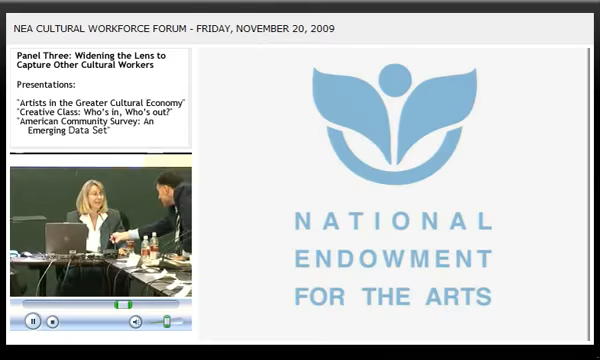 NEA CULTURAL WORKFORCE FORUM - FRIDAY, NOVEMBER 20, 2009
Panel Three: Widening the Lens to
Capture Other Cultural Workers
Presentations:
"Artists in the Greater Cultural Economy"
"Creative Class: Who's in, Who's out?"
"American Community Survey: An
Emerging Data Set"
NATIONAL
ENDOWMENT
FOR THE ARTS